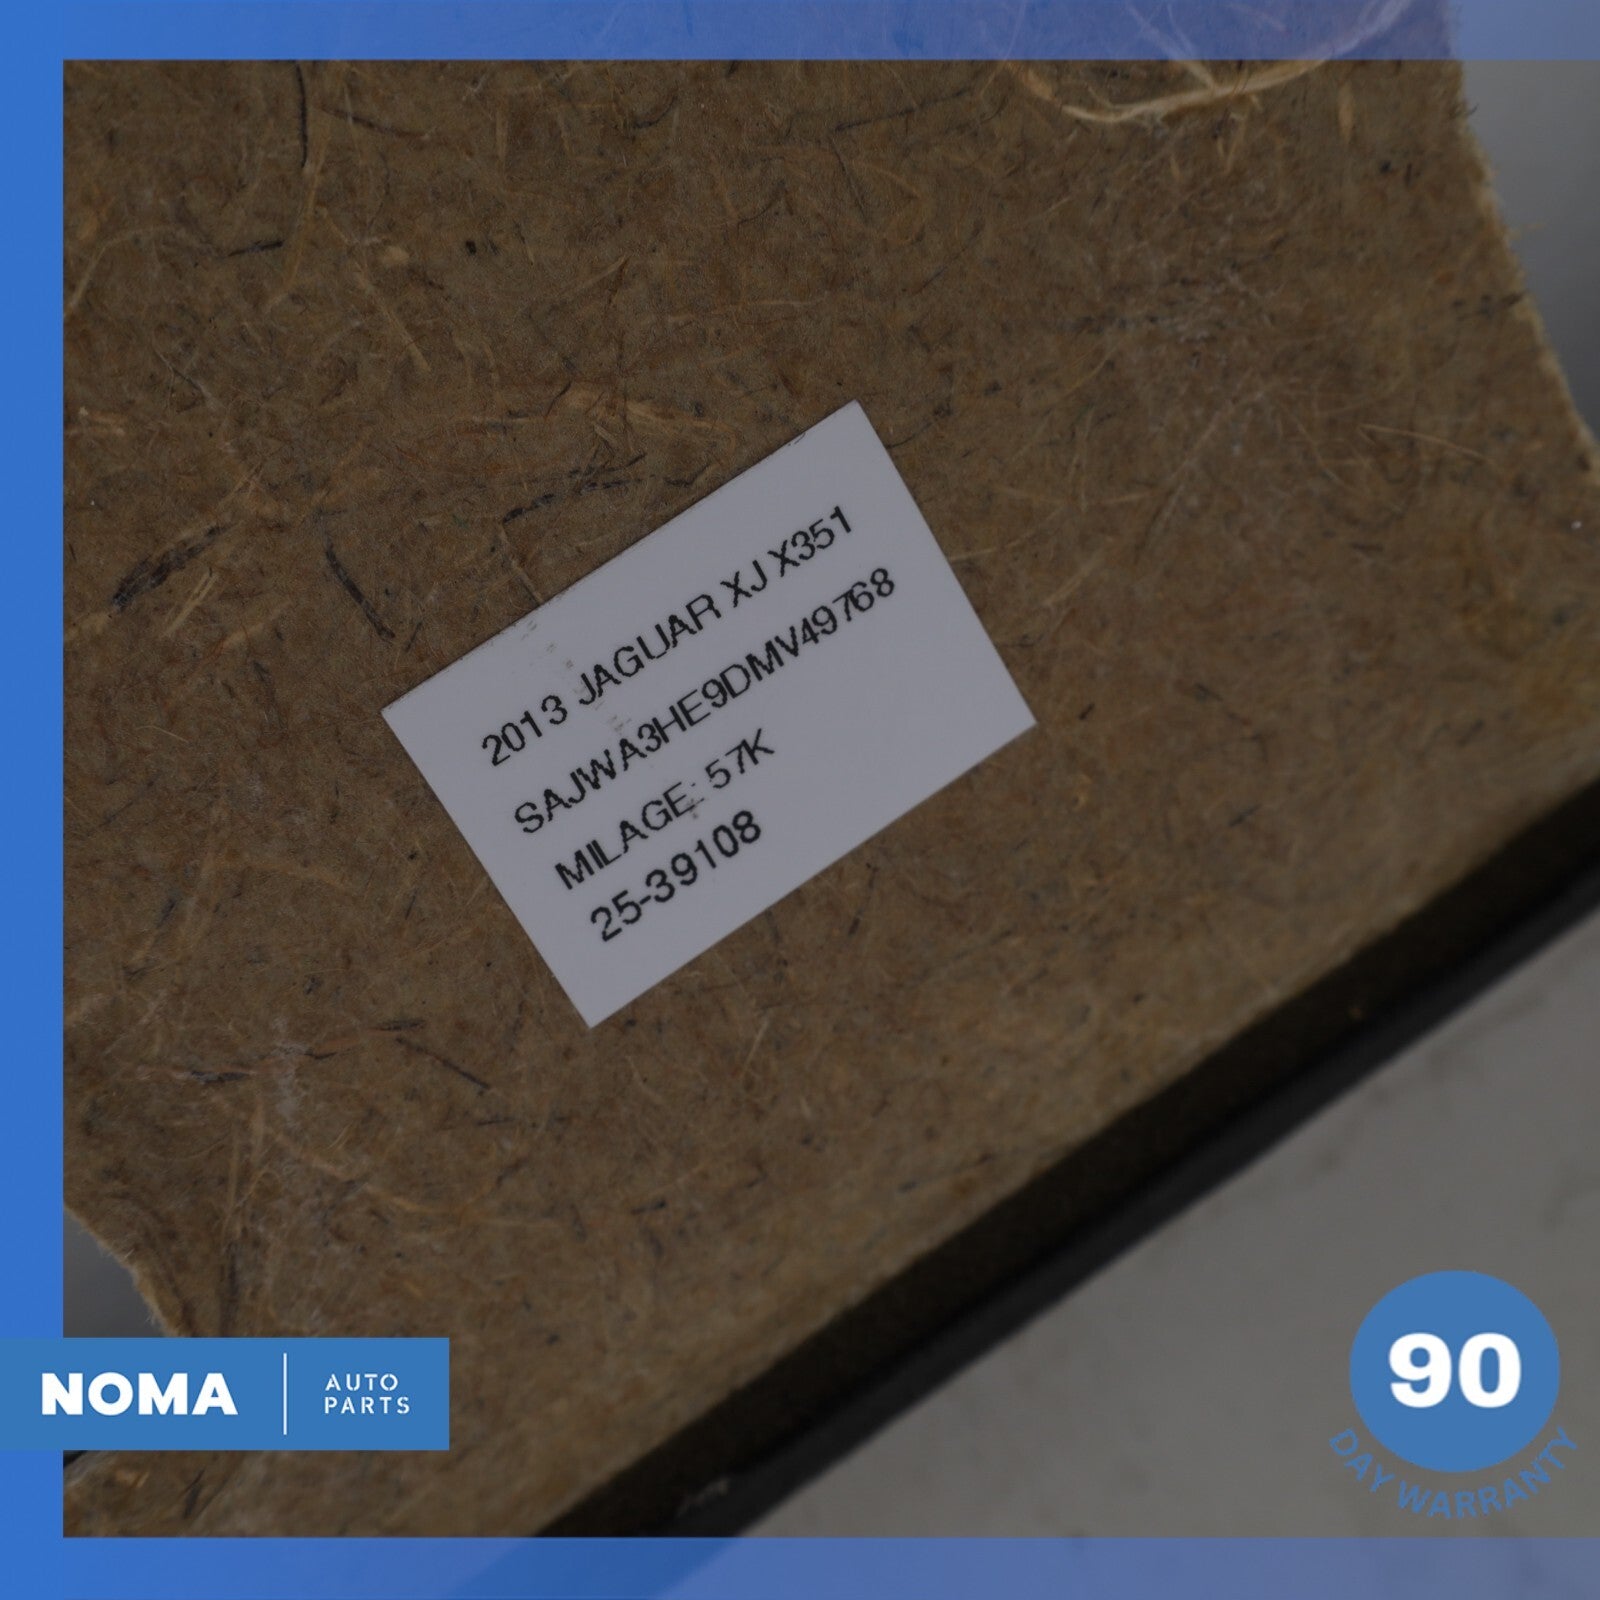 2013 JAGUAR XJ X351
SAJWA3HE9DMV49768
MILAGE: 57K
25-39108
NOMA
AUTO
PARTS
90
DAY WARRANTY